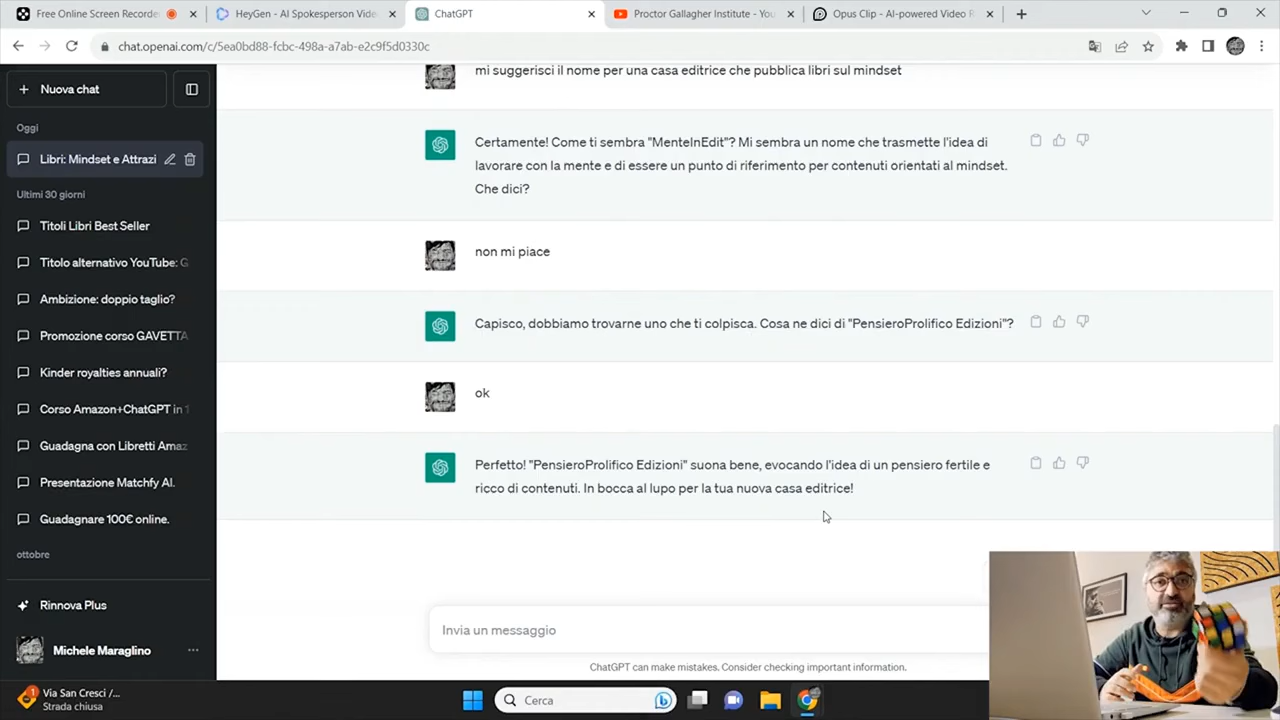 Free Online Screen Recorder
HeyGen - AI Spokesperson Vide
ChatGPT
Proctor Gallagher Institute - You
Opus Clip - AI-powered Video R
chat.openai.com/c/5ea0bd88-fcbc-498a-a7ab-e2c9f5d0330c
Nuova chat
Oggi
Libri: Mindset e Attrazi
Ultimi 30 giorni
Titoli Libri Best Seller
Titolo alternativo YouTube: G
Ambizione: doppio taglio?
Promozione corso GAVETTA
Kinder royalties annuali?
Corso Amazon+ChatGPT in 1
Guadagna con Libretti Amaz
Presentazione Matchfy AI.
Guadagnare 100€ online.
ottobre
Rinnova Plus
Michele Maraglino
mi suggerisci il nome per una casa editrice che pubblica libri sul mindset
Certamente! Come ti sembra "MenteInEdit"? Mi sembra un nome che trasmette l'idea di
lavorare con la mente e di essere un punto di riferimento per contenuti orientati al mindset.
Che dici?
non mi piace
Capisco, dobbiamo trovarne uno che ti colpisca. Cosa ne dici di "PensieroProlifico Edizioni"?
ok
Perfetto! "PensieroProlifico Edizioni" suona bene, evocando l'idea di un pensiero fertile e
ricco di contenuti. In bocca al lupo per la tua nuova casa editrice!
Invia un messaggio
ChatGPT can make mistakes. Consider checking important information.
1
Via San Cresci /...
Strada chiusa
Cerca